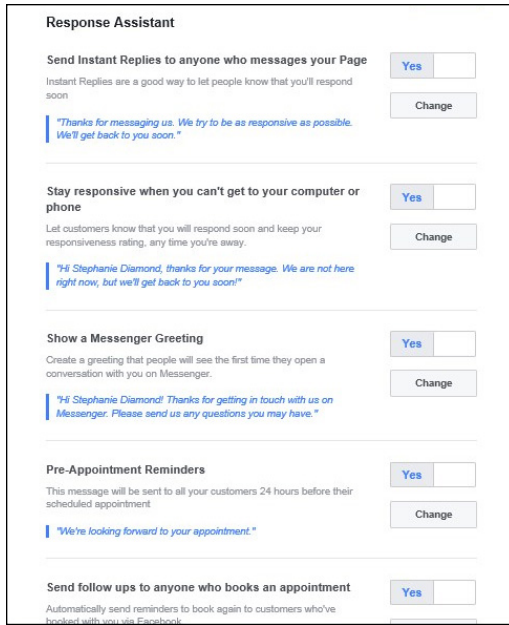 Response Assistant
Send Instant Replies to anyone who messages your Page
Yes
Instant Replies are a good way to let people know that you'll respond
soon
Change
"Thanks for messaging us. We try to be as responsive as possible.
We'll get back to you soon."
Stay responsive when you can't get to your computer or
phone
Yes
Let customers know that you will respond soon and keep your
responsiveness rating, any time you're away.
Change
"Hi Stephanie Diamond, thanks for your message. We are not here
right now, but we'll get back to you soon!"
Show a Messenger Greeting
Yes
Create a greeting that people will see the first time they open a
conversation with you on Messenger.
Change
"Hi Stephanie Diamond! Thanks for getting in touch with us on
Messenger. Please send us any questions you may have."
Pre-Appointment Reminders
Yes
This message will be sent to all your customers 24 hours before their
scheduled appointment
Change
"We're looking forward to your appointment."
Send follow ups to anyone who books an appointment
Yes
Automatically send reminders to book again to customers who've
booked with you via Facebook